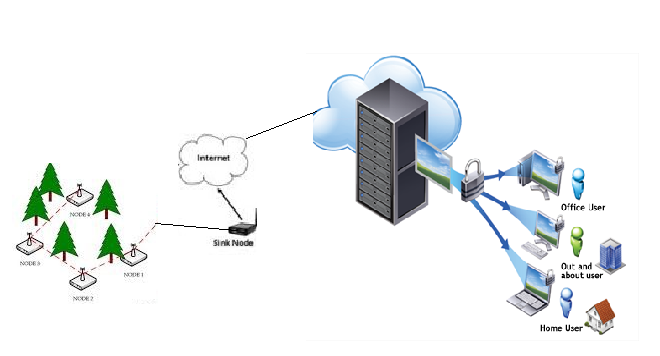 Internet
Office User
NODE 4
NODE 3
Sink Node
NODE 1
Out and
about user
NODE 2
Home User